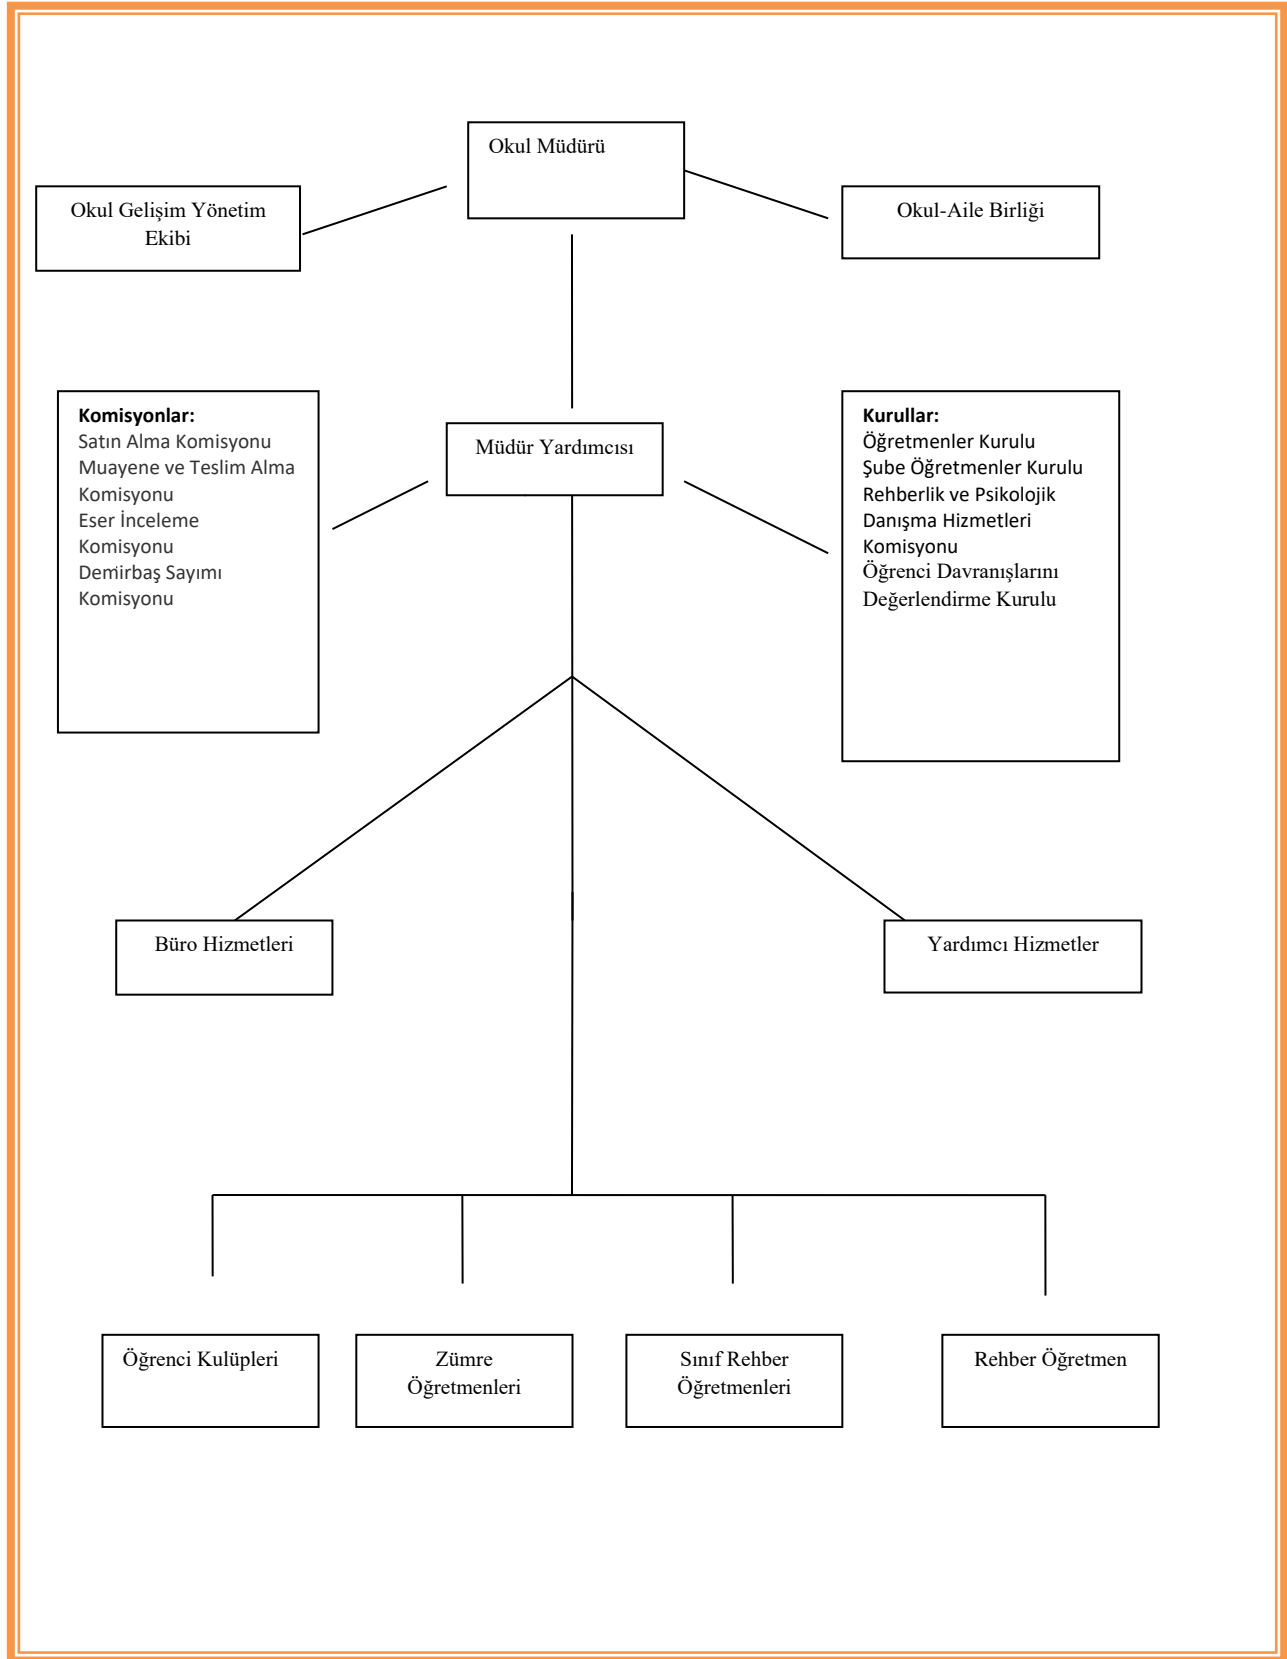 Okul Müdürü
Okul Gelişim Yönetim
Ekibi
Okul-Aile Birliği
Komisyonlar:
Satın Alma Komisyonu
Muayene ve Teslim Alma
Komisyonu
Eser İnceleme
Komisyonu
Demirbaş Sayımı
Komisyonu
Müdür Yardımcısı
Kurullar:
Öğretmenler Kurulu
Şube Öğretmenler Kurulu
Rehberlik ve Psikolojik
Danışma Hizmetleri
Komisyonu
Öğrenci Davranışlarını
Değerlendirme Kurulu
Büro Hizmetleri
Yardımcı Hizmetler
Öğrenci Kulüpleri
Zümre
Öğretmenleri
Sınıf Rehber
Öğretmenleri
Rehber Öğretmen